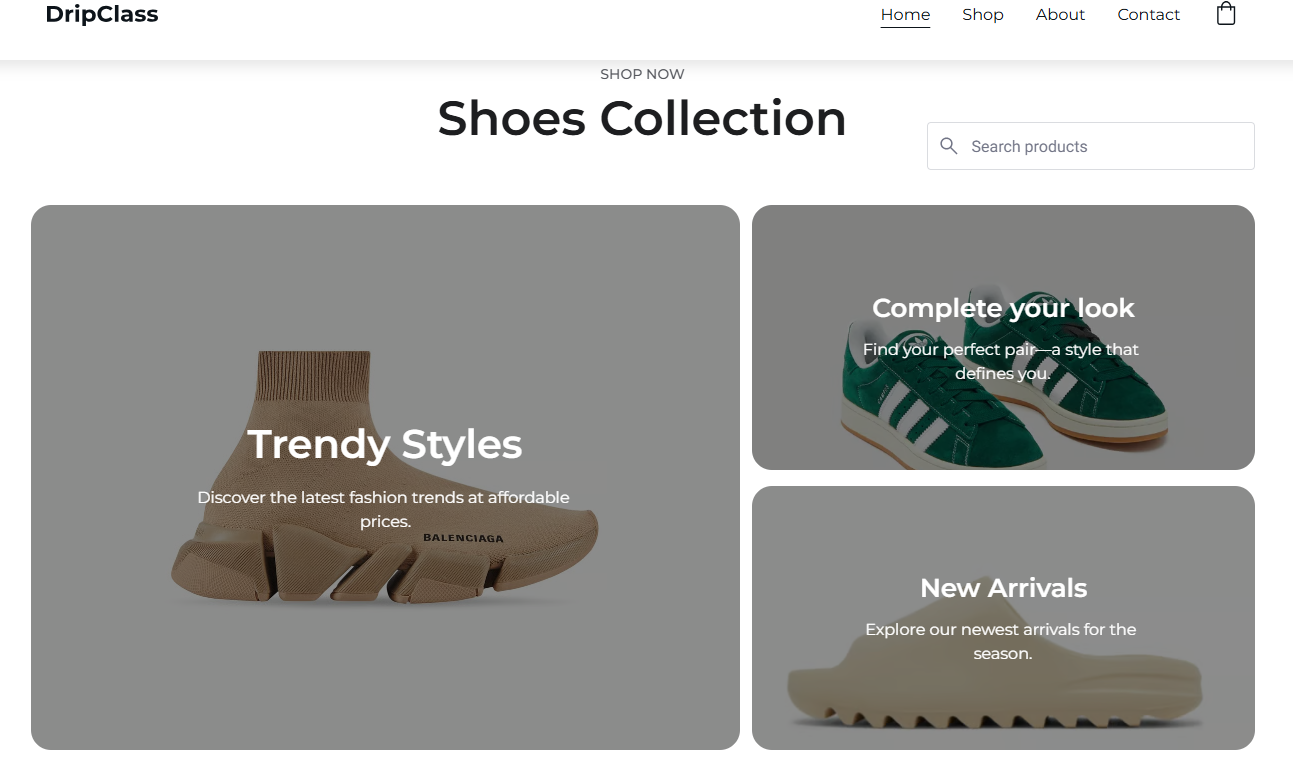 DripClass
Home Shop About Contact
SHOP NOW
Shoes Collection
Search products
Trendy Styles
Discover the latest fashion trends at affordable
prices.
BALENCIAGA
Complete your look
Find your perfect pair—a style that
defines you.
New Arrivals
Explore our newest arrivals for the
season.